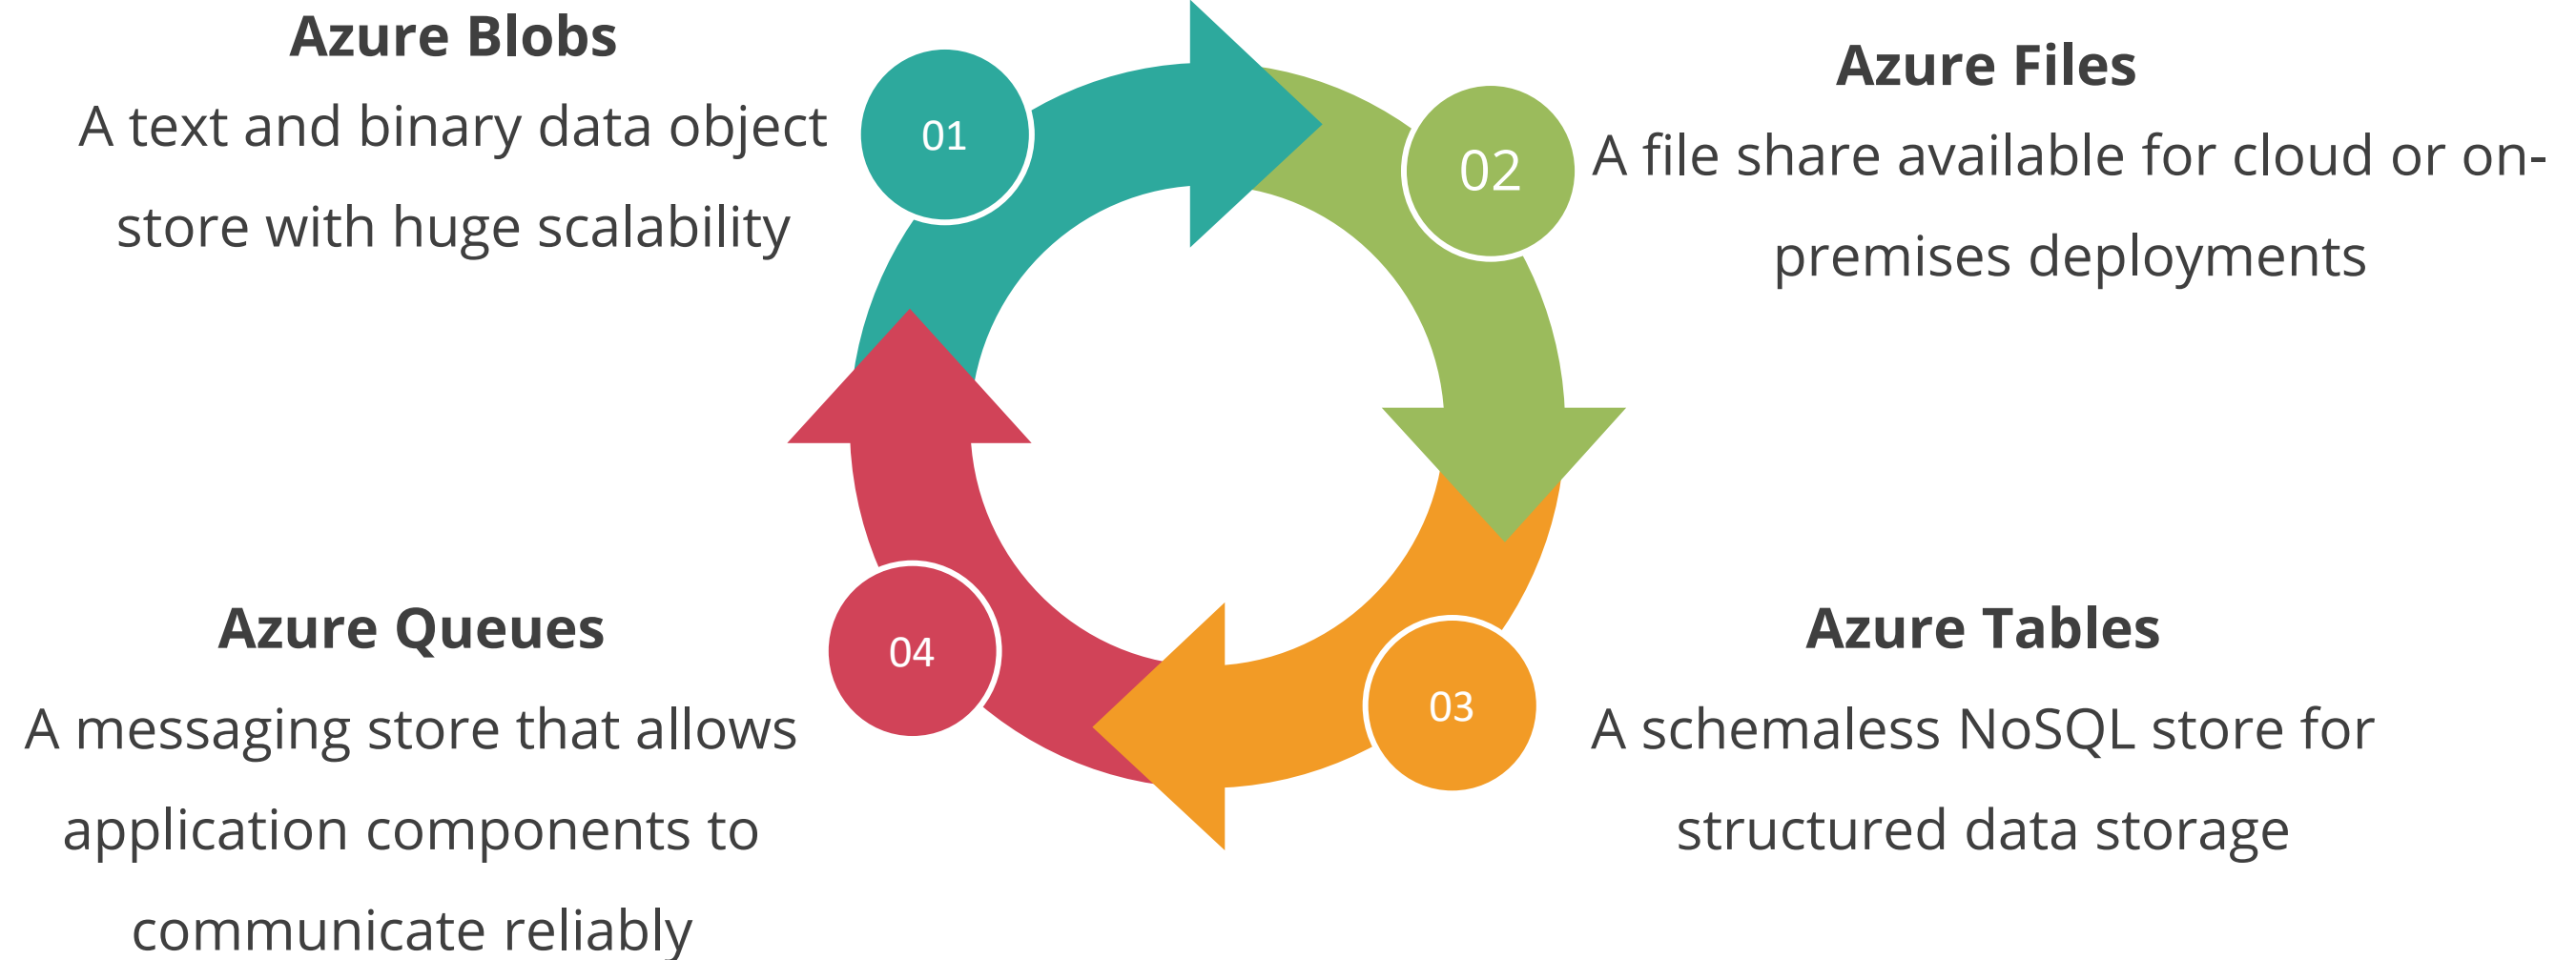 Azure Blobs
A text and binary data object
store with huge scalability
01
02
Azure Files
A file share available for cloud or on-
premises deployments
Azure Queues
A messaging store that allows
application components to
communicate reliably
04
03
Azure Tables
A schemaless NoSQL store for
structured data storage